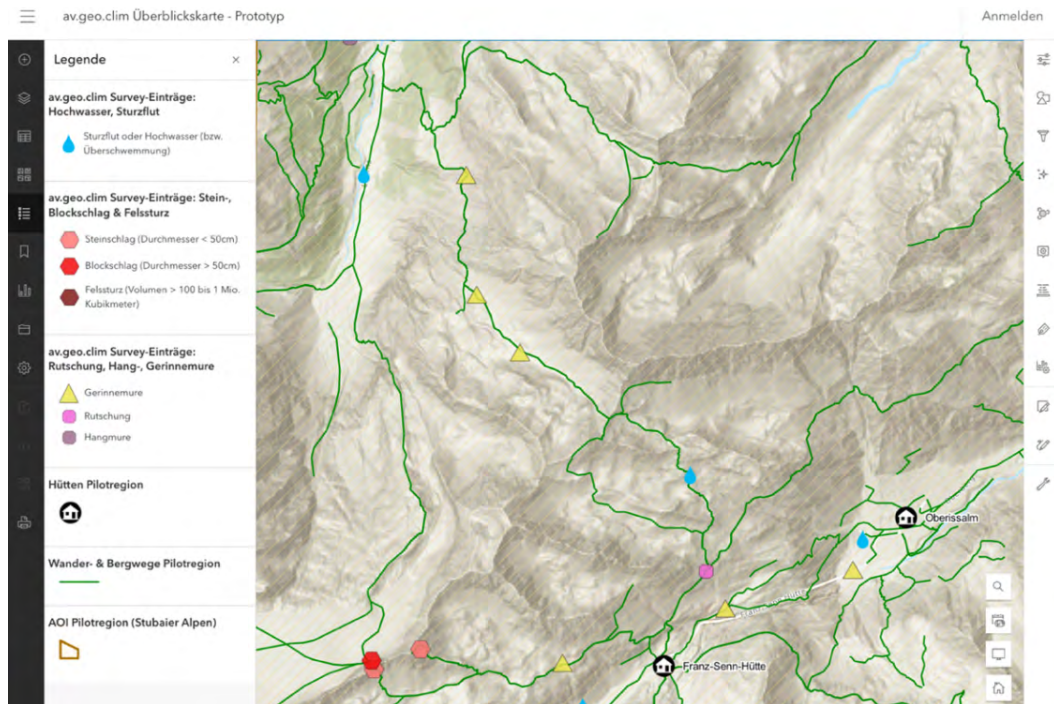 av.geo.clim Überblickskarte - Prototyp
Anmelden
Legende
av.geo.clim Survey-Einträge:
Hochwasser, Sturzflut
Sturzflut oder Hochwasser (bzw.
Überschwemmung)
av.geo.clim Survey-Einträge: Stein-,
Blockschlag & Felssturz
Steinschlag (Durchmesser < 50cm)
Blockschlag (Durchmesser > 50cm)
Felssturz (Volumen > 100 bis 1 Mio.
Kubikmeter)
av.geo.clim Survey-Einträge:
Rutschung, Hang-, Gerinnemure
Gerinnemure
Rutschung
Hangmure
Hütten Pilotregion
Wander- & Bergwege Pilotregion
AOI Pilotregion (Stubaier Alpen)
Oberissalm
Franz-Senn-Hütte